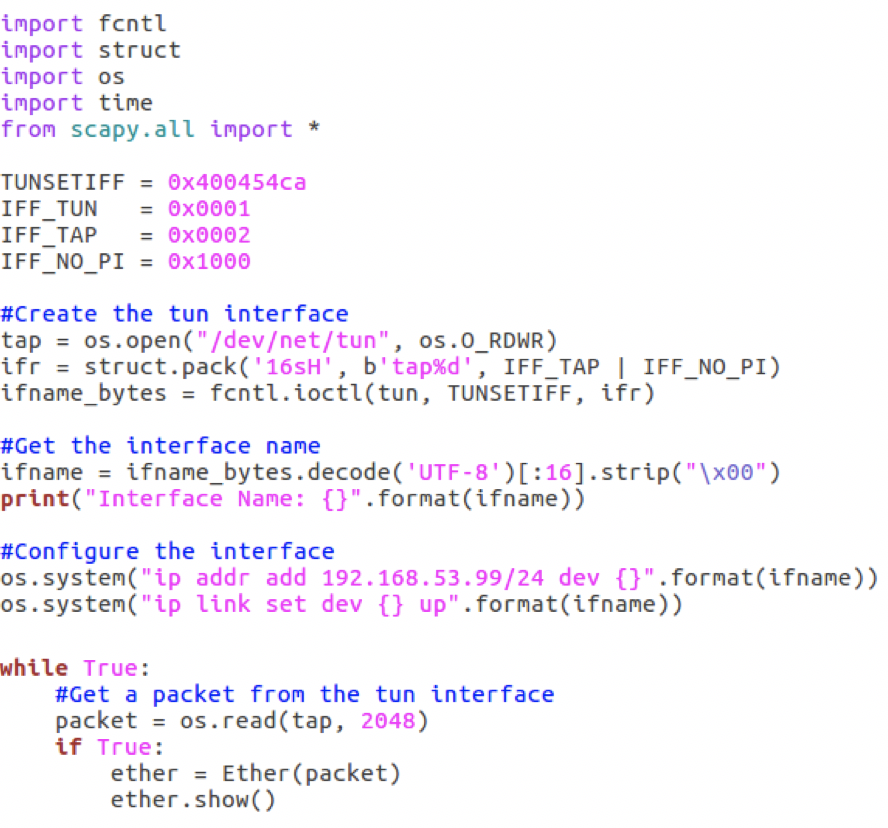 import fcntl
import struct
import os
import time
from scapy.all import *

TUNSETIFF = 0x400454ca
IFF_TUN   = 0x0001
IFF_TAP   = 0x0002
IFF_NO_PI = 0x1000

#Create the tun interface
tap = os.open("/dev/net/tun", os.O_RDWR)
ifr = struct.pack('16sH', b'tap%d', IFF_TAP | IFF_NO_PI)
ifname_bytes = fcntl.ioctl(tun, TUNSETIFF, ifr)

#Get the interface name
ifname = ifname_bytes.decode('UTF-8')[:16].strip("\x00")
print("Interface Name: {}".format(ifname))

#Configure the interface
os.system("ip addr add 192.168.53.99/24 dev {}".format(ifname))
os.system("ip link set dev {} up".format(ifname))

while True:
    #Get a packet from the tun interface
    packet = os.read(tap, 2048)
    if True:
        ether = Ether(packet)
        ether.show()